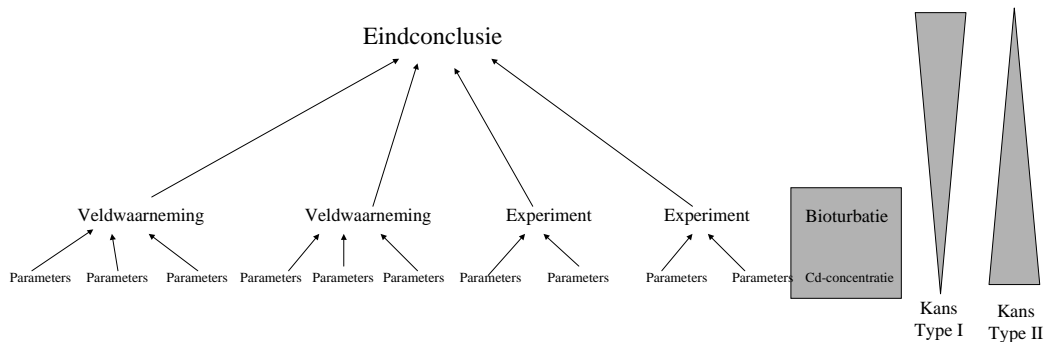 Eindconclusie
Veldwaarneming Veldwaarneming Experiment Experiment Bioturbatie
Parameters Parameters Parameters Parameters Parameters Parameters Parameters Parameters Parameters Parameters Cd-concentratie
Kans
Type I
Kans
Type II